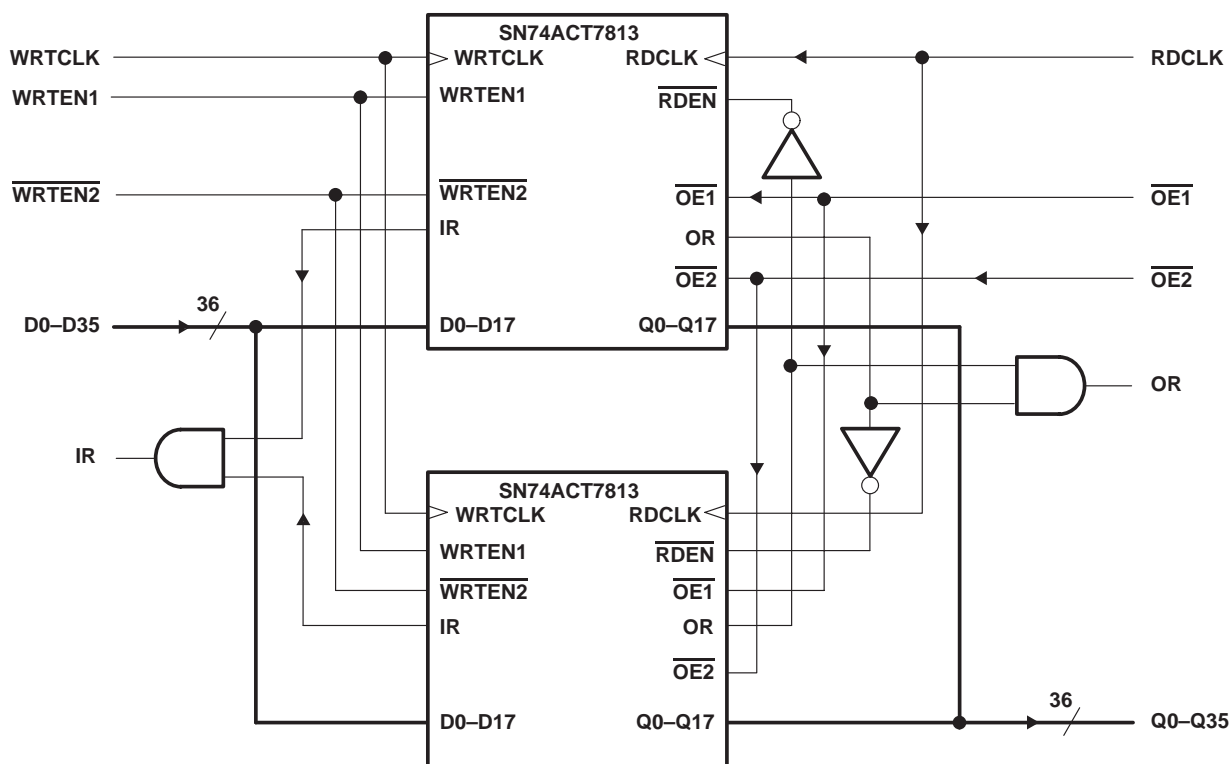 SN74ACT7813
WRTCLK
WRTCLK
RDCLK
RDCLK
WRTEN1
WRTEN1
RDEN
WRTEN2
WRTEN2
OE1
OE1
IR
OR
OE2
OE2
36
D0–D35
D0–D17
Q0–Q17
OR
IR
SN74ACT7813
WRTCLK
RDCLK
WRTEN1
RDEN
WRTEN2
OE1
IR
OR
OE2
36
D0–D17
Q0–Q17
Q0–Q35